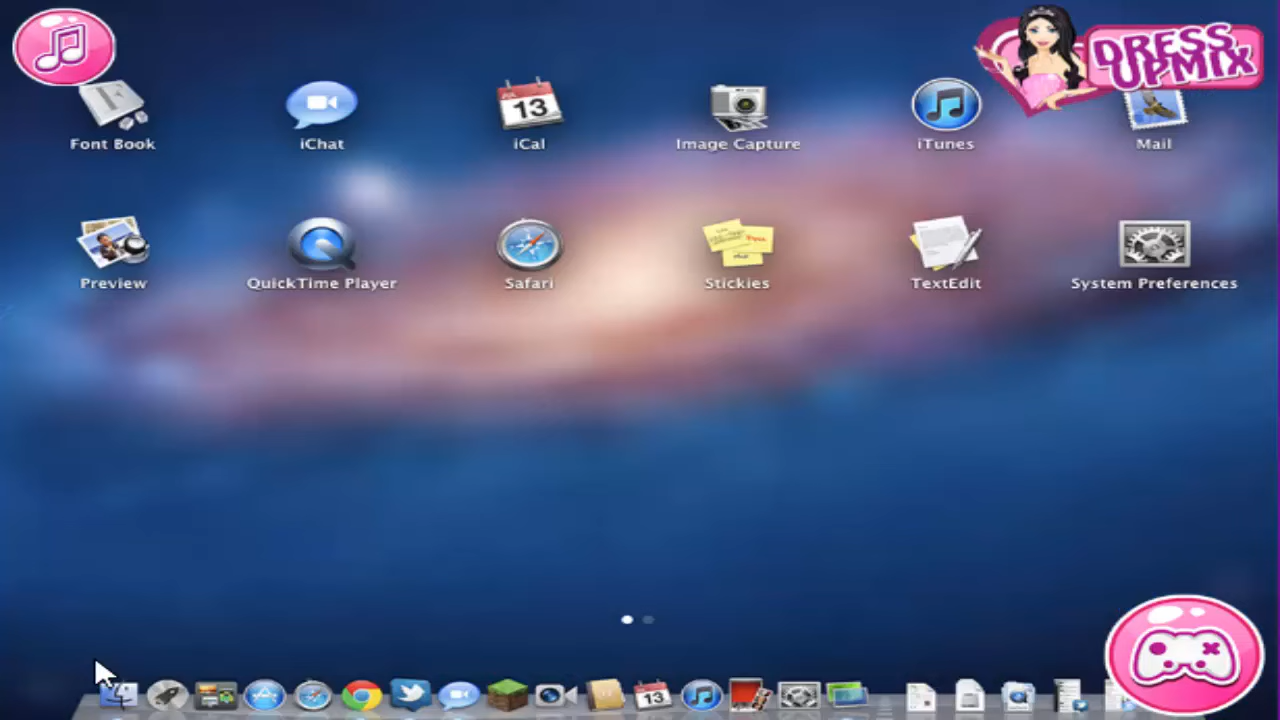 DRESS
UPMIX
Font Book
iChat
13
iCal
Image Capture
iTunes
Mail
Preview
QuickTime Player
Safari
Stickies
TextEdit
System Preferences
13